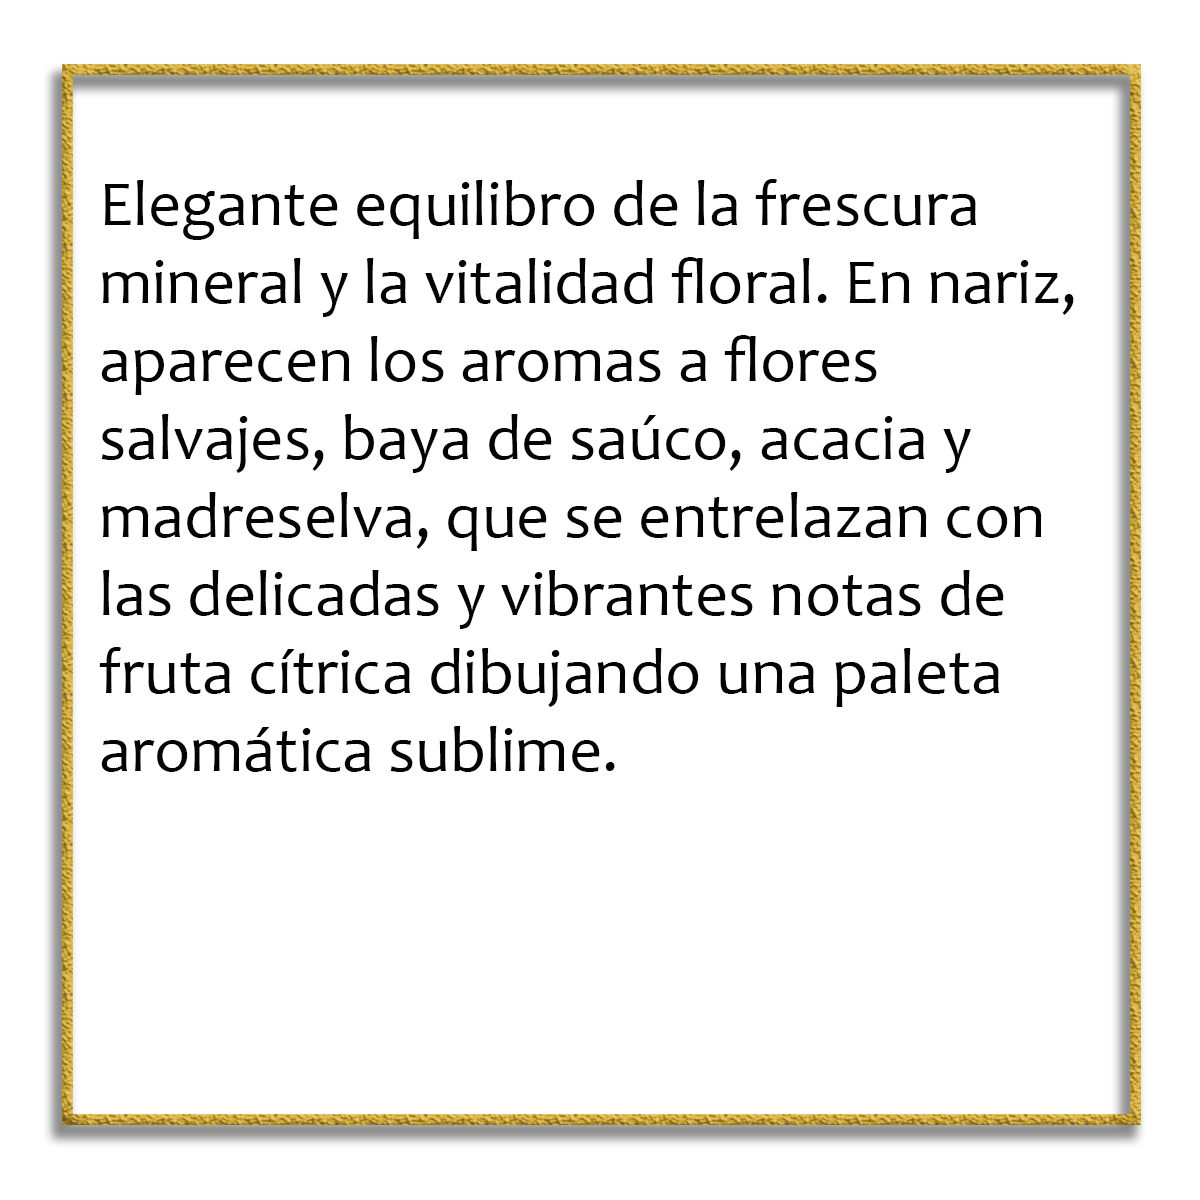 Elegante equilibro de la frescura
mineral y la vitalidad floral. En nariz,
aparecen los aromas a flores
salvajes, baya de saúco, acacia y
madreselva, que se entrelazan con
las delicadas y vibrantes notas de
fruta cítrica dibujando una paleta
aromática sublime.